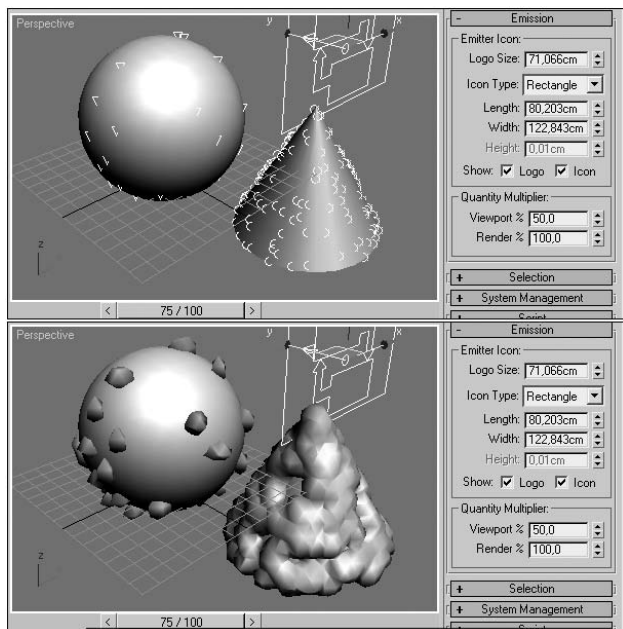 Perspective
y
x
z
< 75 / 100 >
- Emission
Emitter Icon:
Logo Size: 71,066cm
Icon Type: Rectangle
Length: 80,203cm
Width: 122,843cm
Height: 0,01cm
Show: Logo Icon
Quantity Multiplier:
Viewport % 50,0
Render % 100,0
+ Selection
+ System Management
+ Script
Perspective
y
x
z
< 75 / 100 >
- Emission
Emitter Icon:
Logo Size: 71,066cm
Icon Type: Rectangle
Length: 80,203cm
Width: 122,843cm
Height: 0,01cm
Show: Logo Icon
Quantity Multiplier:
Viewport % 50,0
Render % 100,0
+ Selection
+ System Management
+ Script